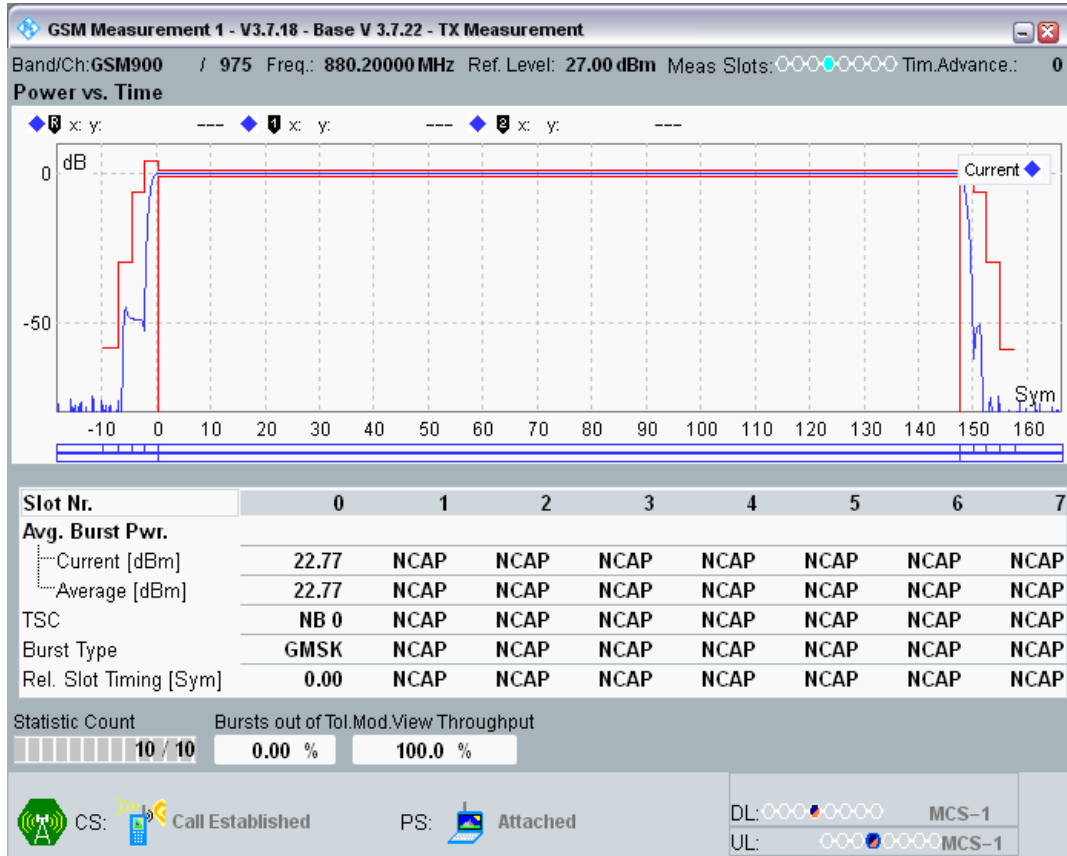 GSM Measurement 1 - V3.7.18 - Base V 3.7.22 - TX Measurement
Band/Ch:GSM900 / 975 Freq.: 880.20000 MHz Ref. Level: 27.00 dBm Meas Slots: Tim.Advance.: 0
Power vs. Time
R x: y: --- 1 x: y: --- 2 x: y: ---
dB
0
Current
-50
Sym
-10 0 10 20 30 40 50 60 70 80 90 100 110 120 130 140 150 160
Slot Nr. 0 1 2 3 4 5 6 7
Avg. Burst Pwr.
Current [dBm] 22.77 NCAP NCAP NCAP NCAP NCAP NCAP NCAP
Average [dBm] 22.77 NCAP NCAP NCAP NCAP NCAP NCAP NCAP
TSC NB 0 NCAP NCAP NCAP NCAP NCAP NCAP NCAP
Burst Type GMSK NCAP NCAP NCAP NCAP NCAP NCAP NCAP
Rel. Slot Timing [Sym] 0.00 NCAP NCAP NCAP NCAP NCAP NCAP NCAP
Statistic Count Bursts out of Tol. Mod.View Throughput
10 / 10 0.00 % 100.0 %
CS: Call Established PS: Attached
DL: MCS-1
UL: MCS-1